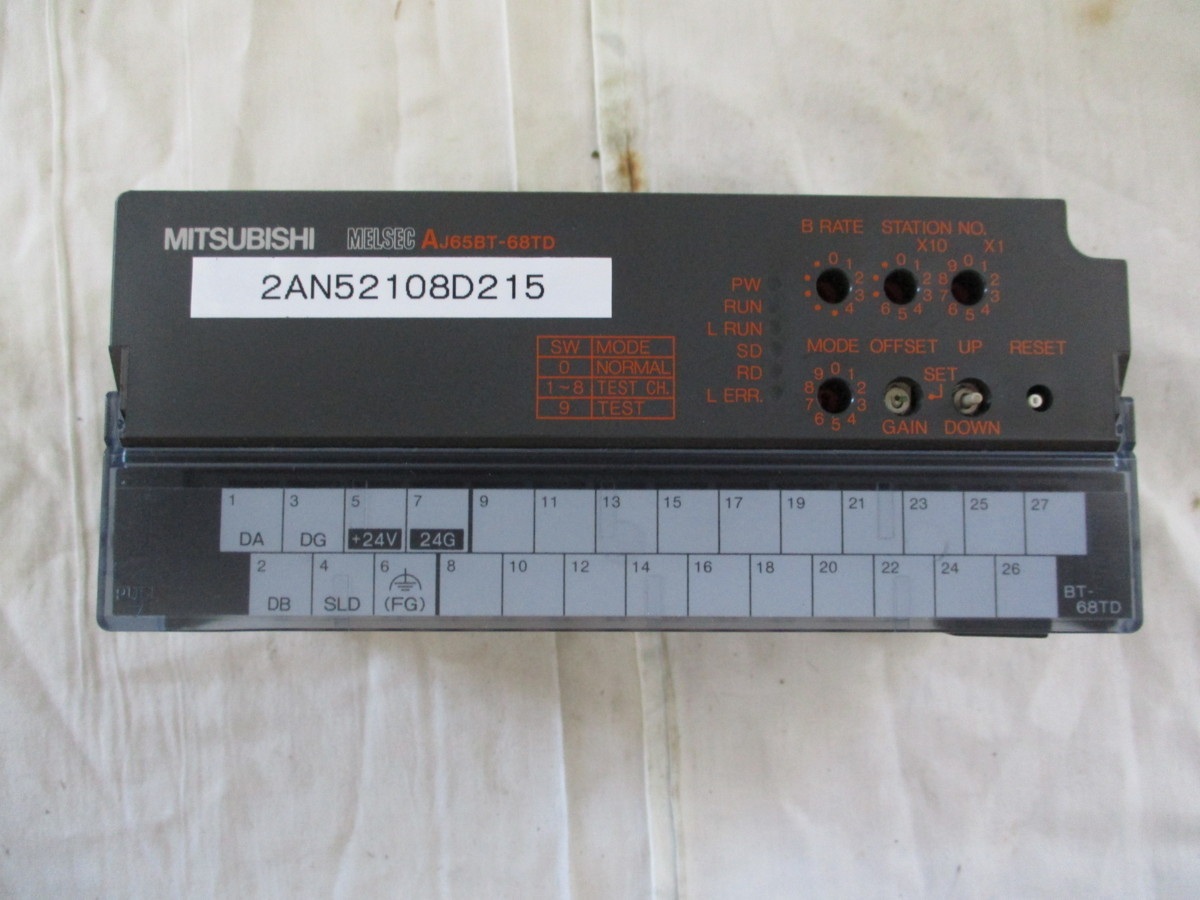 MITSUBISHI MELSEC AJ65BT-68TD
2AN52108D215
SW MODE
0 NORMAL
1~8 TEST CH.
9 TEST
PW
RUN
L RUN
SD
RD
L ERR.
B RATE STATION NO.
X10 X1
0 1 2 3 4
0 1 2 3 4 5 6
0 1 2 3 4 5 6 7 8 9
MODE OFFSET UP RESET
SET
0 1 2 3 4 5 6 7 8 9
GAIN DOWN
1 3 5 7 9 11 13 15 17 19 21 23 25 27
DA DG +24V 24G
2 4 6 8 10 12 14 16 18 20 22 24 26
DB SLD (FG)
BT-
68TD